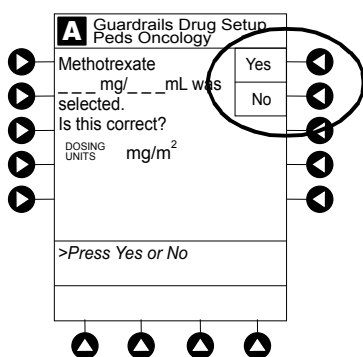 A Guardrails Drug Setup
Peds Oncology
Methotrexate
_ _ _ mg/_ _ _ mL was
selected.
Is this correct?
Yes
No
DOSING
UNITS mg/m²
>Press Yes or No